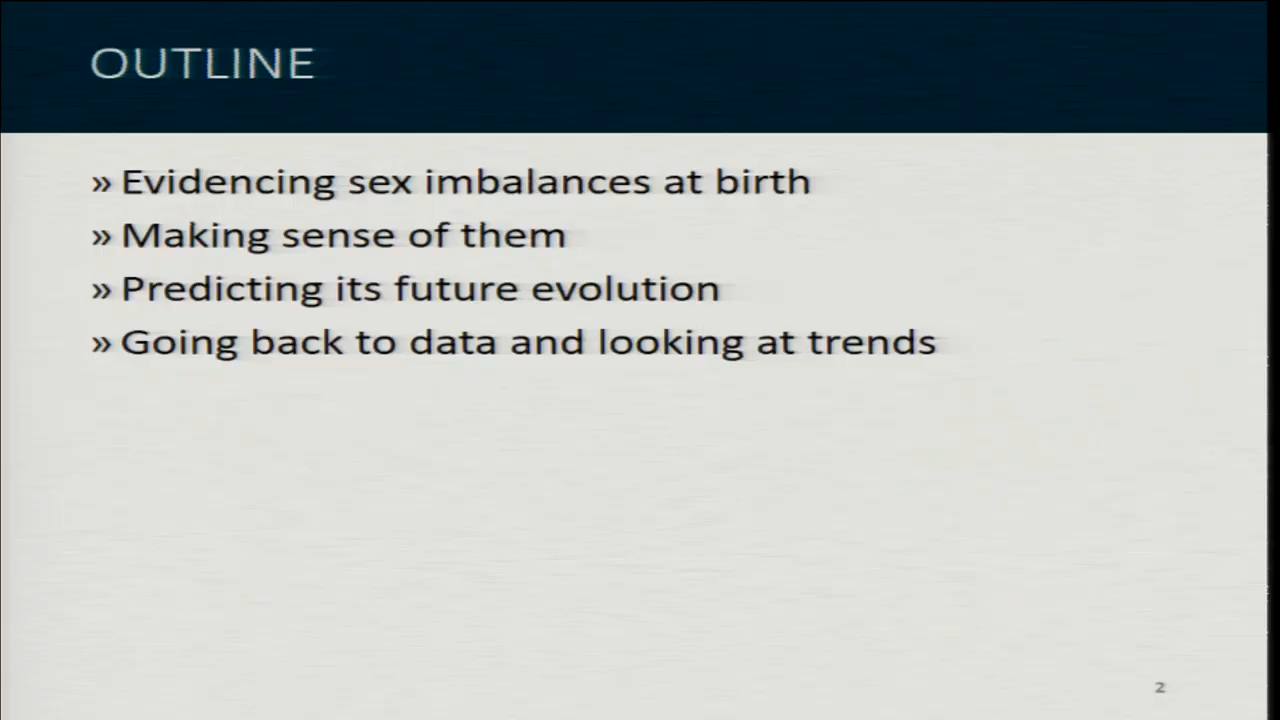 OUTLINE
» Evidencing sex imbalances at birth
» Making sense of them
» Predicting its future evolution
» Going back to data and looking at trends
2